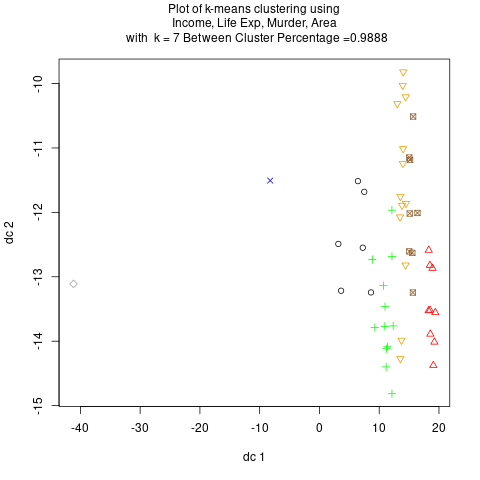 Plot of k-means clustering using
Income, Life Exp, Murder, Area
with k = 7 Between Cluster Percentage =0.9888
-10
-11
-12
-13
-14
-15
dc 2
-40
-30
-20
-10
0
10
20
dc 1